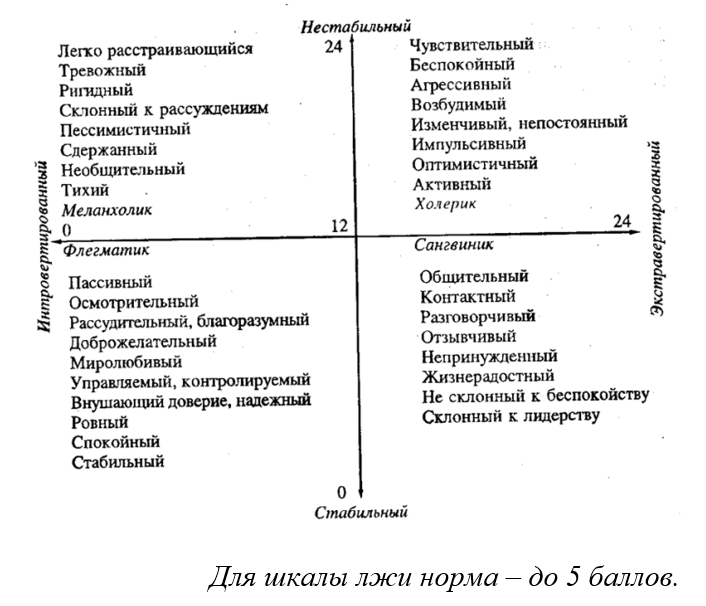 Нестабильный
24
Легко расстраивающийся
Тревожный
Ригидный
Склонный к рассуждениям
Пессимистичный
Сдержанный
Необщительный
Тихий
Меланхолик
Чувствительный
Беспокойный
Агрессивный
Возбудимый
Изменчивый, непостоянный
Импульсивный
Оптимистичный
Активный
Холерик
Интровертированный
0
12
24
Экстравертированный
Флегматик
Пассивный
Осмотрительный
Рассудительный, благоразумный
Доброжелательный
Миролюбивый
Управляемый, контролируемый
Внушающий доверие, надежный
Ровный
Спокойный
Стабильный
Сангвиник
Общительный
Контактный
Разговорчивый
Отзывчивый
Непринужденный
Жизнерадостный
Не склонный к беспокойству
Склонный к лидерству
0
Стабильный
Для шкалы лжи норма – до 5 баллов.